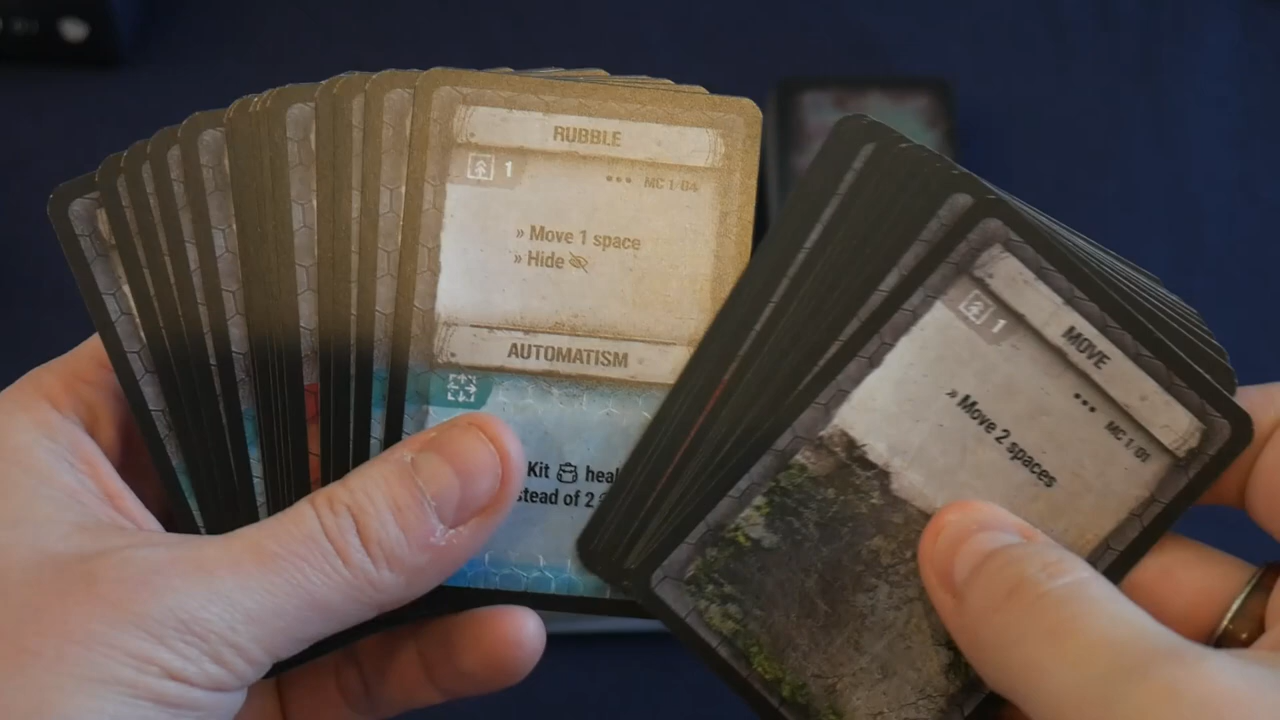 RUBBLE
1
••• MC 1/04
» Move 1 space
» Hide
AUTOMATISM
Kit heal
stead of 2
MOVE
1
••• MC 1/01
» Move 2 spaces